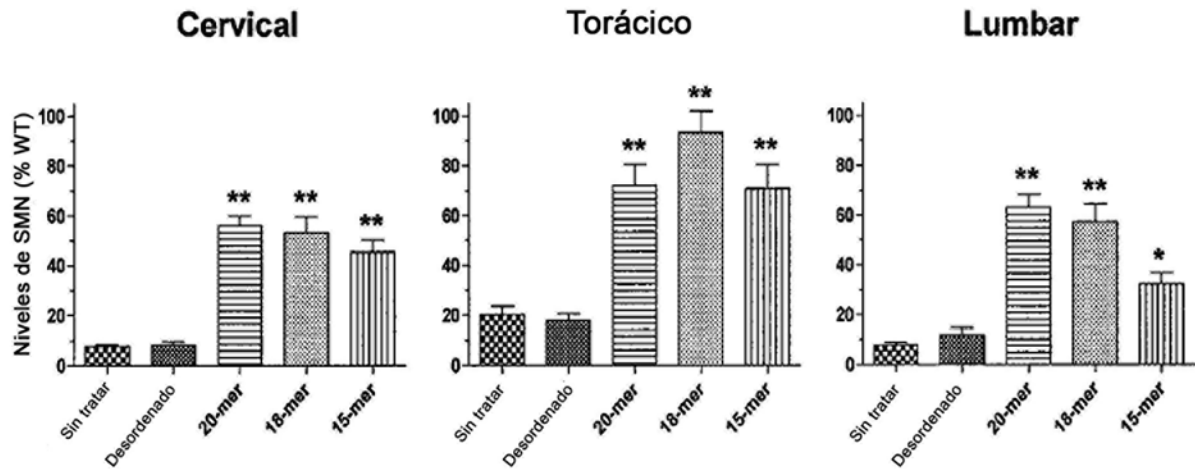 Cervical
Niveles de SMN (% WT)
100
80
60
40
20
0
**
**
**
Sin tratar
Desordenado
20-mer
18-mer
15-mer
Torácico
100
80
60
40
20
0
**
**
**
Sin tratar
Desordenado
20-mer
18-mer
15-mer
Lumbar
100
80
60
40
20
0
**
**
*
Sin tratar
Desordenado
20-mer
18-mer
15-mer